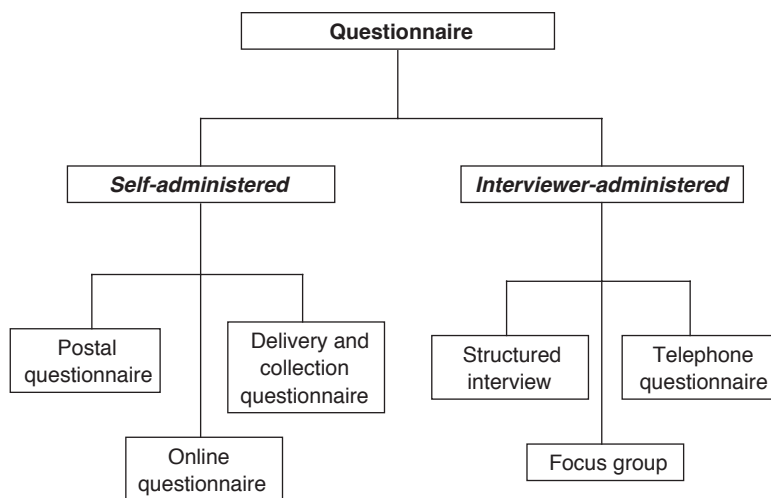 Questionnaire
Self-administered
Interviewer-administered
Postal
questionnaire
Delivery and
collection
questionnaire
Structured
interview
Telephone
questionnaire
Online
questionnaire
Focus group